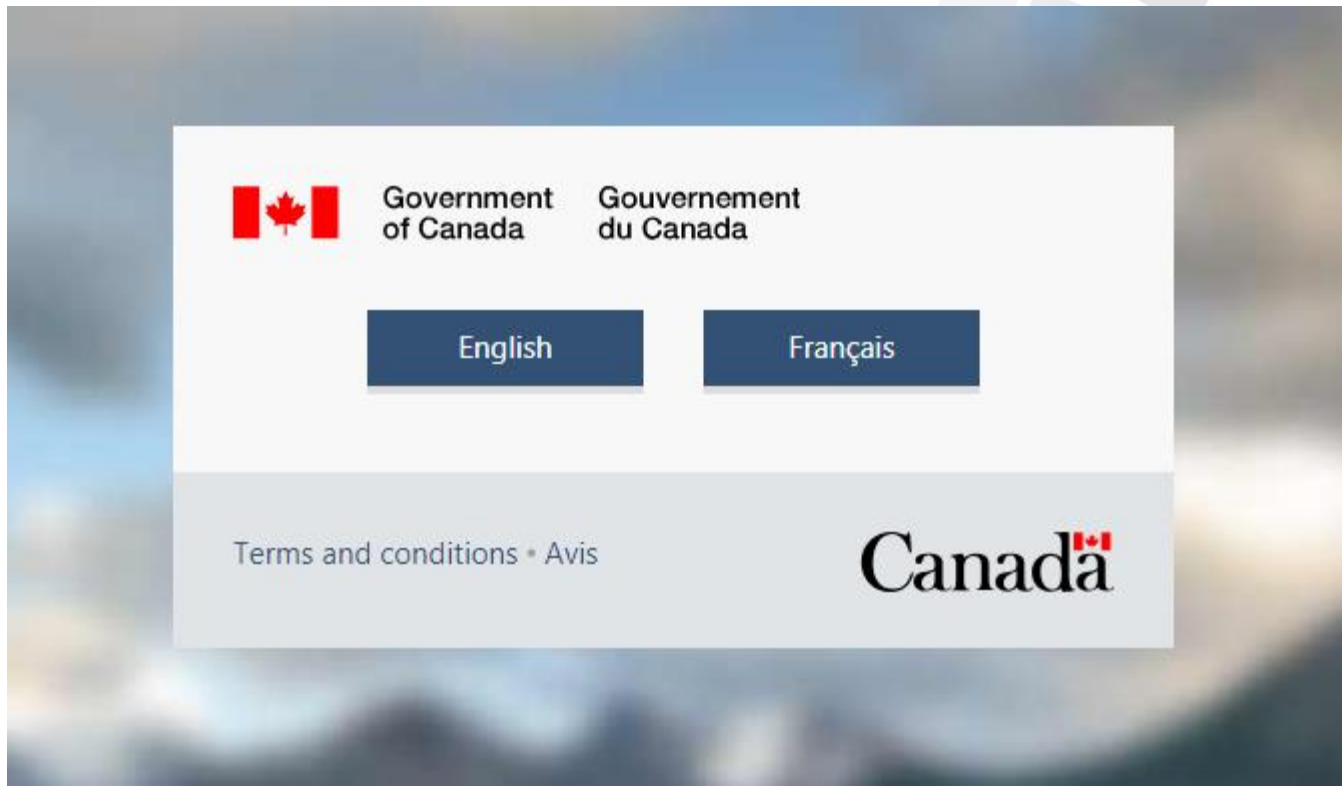 Government Gouvernement
of Canada du Canada
English Français
Terms and conditions • Avis
Canada